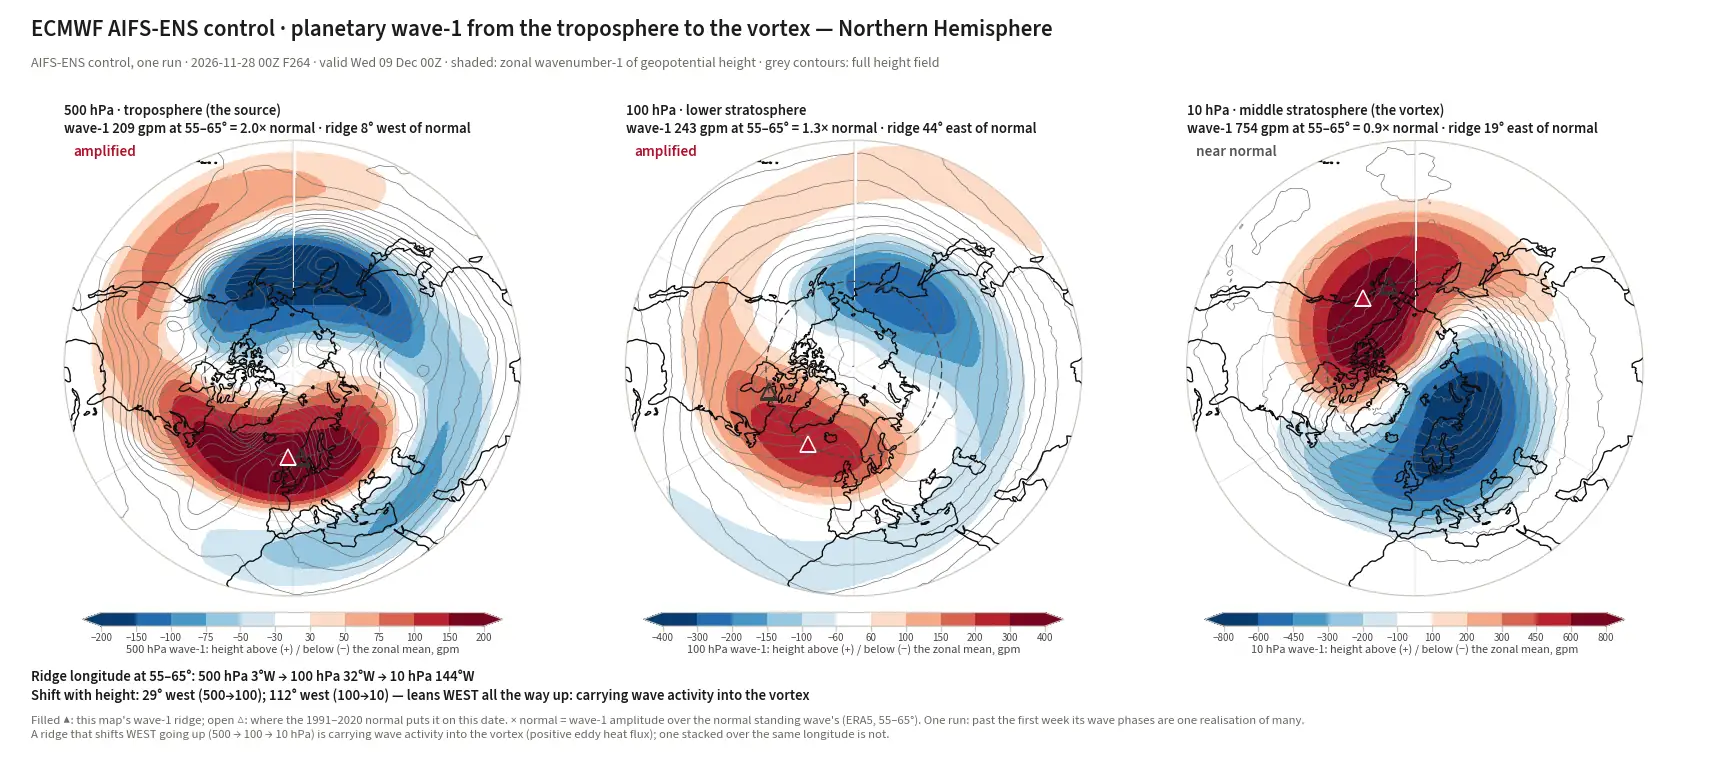 ECMWF AIFS-ENS control · planetary wave-1 from the troposphere to the vortex — Northern Hemisphere
AIFS-ENS control, one run · 2026-11-28 00Z F264 · valid Wed 09 Dec 00Z · shaded: zonal wavenumber-1 of geopotential height · grey contours: full height field
500 hPa · troposphere (the source)
wave-1 209 gpm at 55–65° = 2.0× normal · ridge 8° west of normal
amplified
100 hPa · lower stratosphere
wave-1 243 gpm at 55–65° = 1.3× normal · ridge 44° east of normal
amplified
10 hPa · middle stratosphere (the vortex)
wave-1 754 gpm at 55–65° = 0.9× normal · ridge 19° east of normal
near normal
−200 −150 −100 −75 −50 −30 30 50 75 100 150 200
500 hPa wave-1: height above (+) / below (−) the zonal mean, gpm
−400 −300 −200 −150 −100 −60 60 100 150 200 300 400
100 hPa wave-1: height above (+) / below (−) the zonal mean, gpm
−800 −600 −450 −300 −200 −100 100 200 300 450 600 800
10 hPa wave-1: height above (+) / below (−) the zonal mean, gpm
Ridge longitude at 55–65°: 500 hPa 3°W → 100 hPa 32°W → 10 hPa 144°W
Shift with height: 29° west (500→100); 112° west (100→10) — leans WEST all the way up: carrying wave activity into the vortex
Filled ▲: this map's wave-1 ridge; open △: where the 1991–2020 normal puts it on this date. × normal = wave-1 amplitude over the normal standing wave's (ERA5, 55–65°). One run: past the first week its wave phases are one realisation of many.
A ridge that shifts WEST going up (500 → 100 → 10 hPa) is carrying wave activity into the vortex (positive eddy heat flux); one stacked over the same longitude is not.